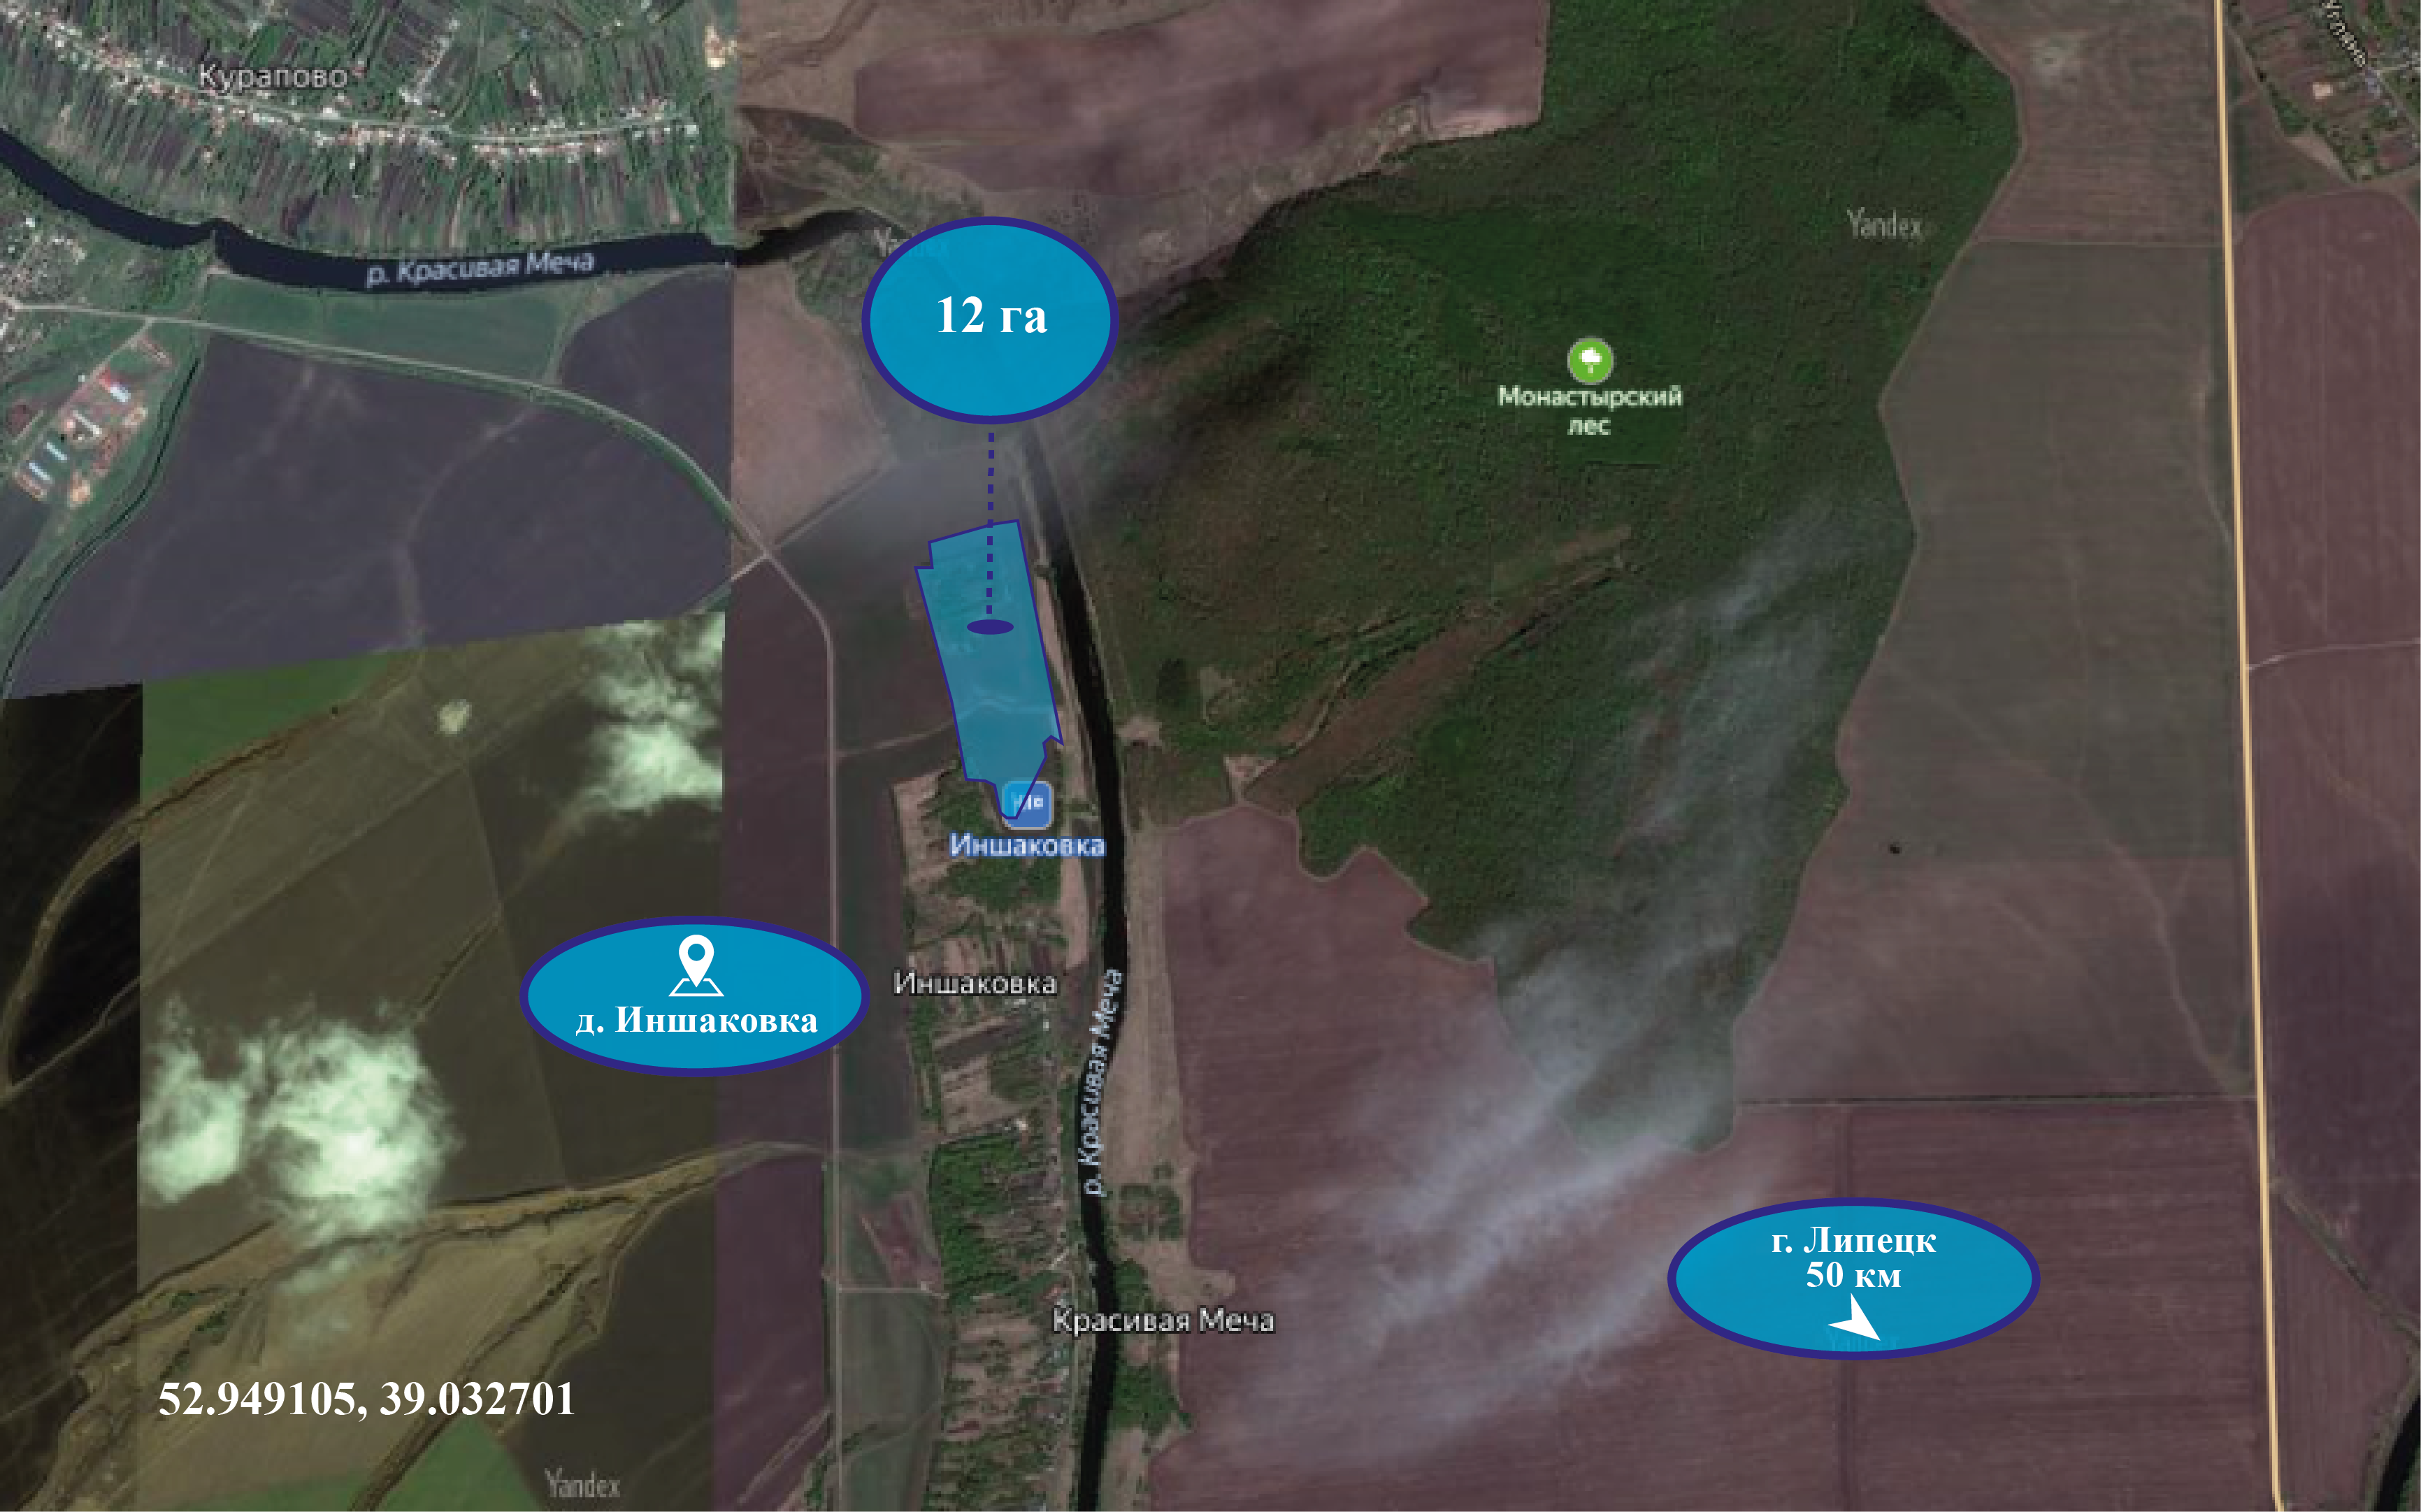 Курапово
р. Красивая Меча
Yandex
12 га
Монастырский
лес
Иншаковка
д. Иншаковка
Иншаковка
р. Красивая Меча
г. Липецк
50 км
Красивая Меча
52.949105, 39.032701
Yandex